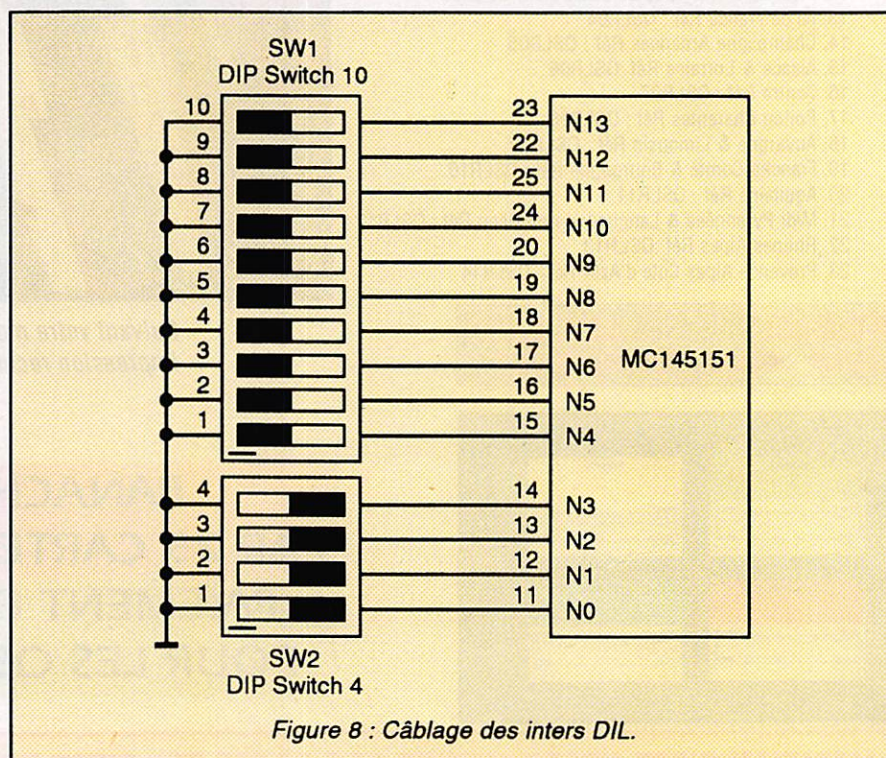 SW1
DIP Switch 10
10 23 N13
9 22 N12
8 25 N11
7 24 N10
6 20 N9
5 19 N8
4 18 N7
3 17 N6
2 16 N5
1 15 N4
MC145151
4 14 N3
3 13 N2
2 12 N1
1 11 N0
SW2
DIP Switch 4
Figure 8 : Câblage des inters DIL.